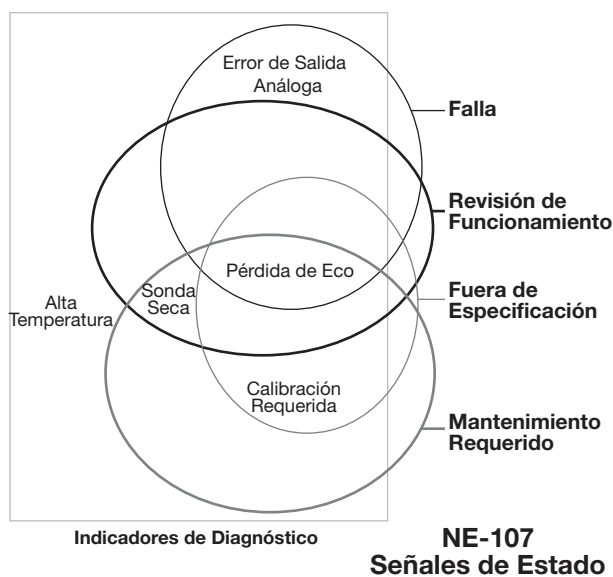 Error de Salida
Análoga
Falla
Revisión de
Funcionamiento
Pérdida de Eco
Sonda
Seca
Alta
Temperatura
Fuera de
Especificación
Calibración
Requerida
Mantenimiento
Requerido
Indicadores de Diagnóstico
NE-107
Señales de Estado